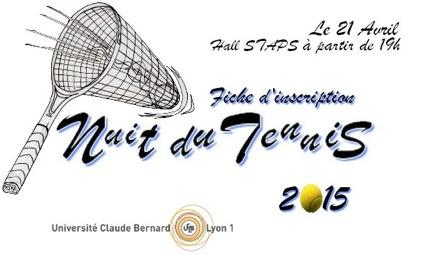 Le 21 Avril
Hall STAPS à partir de 19h
Fiche d'inscription
Nuit du Tennis
2015
Université Claude Bernard Lyon 1